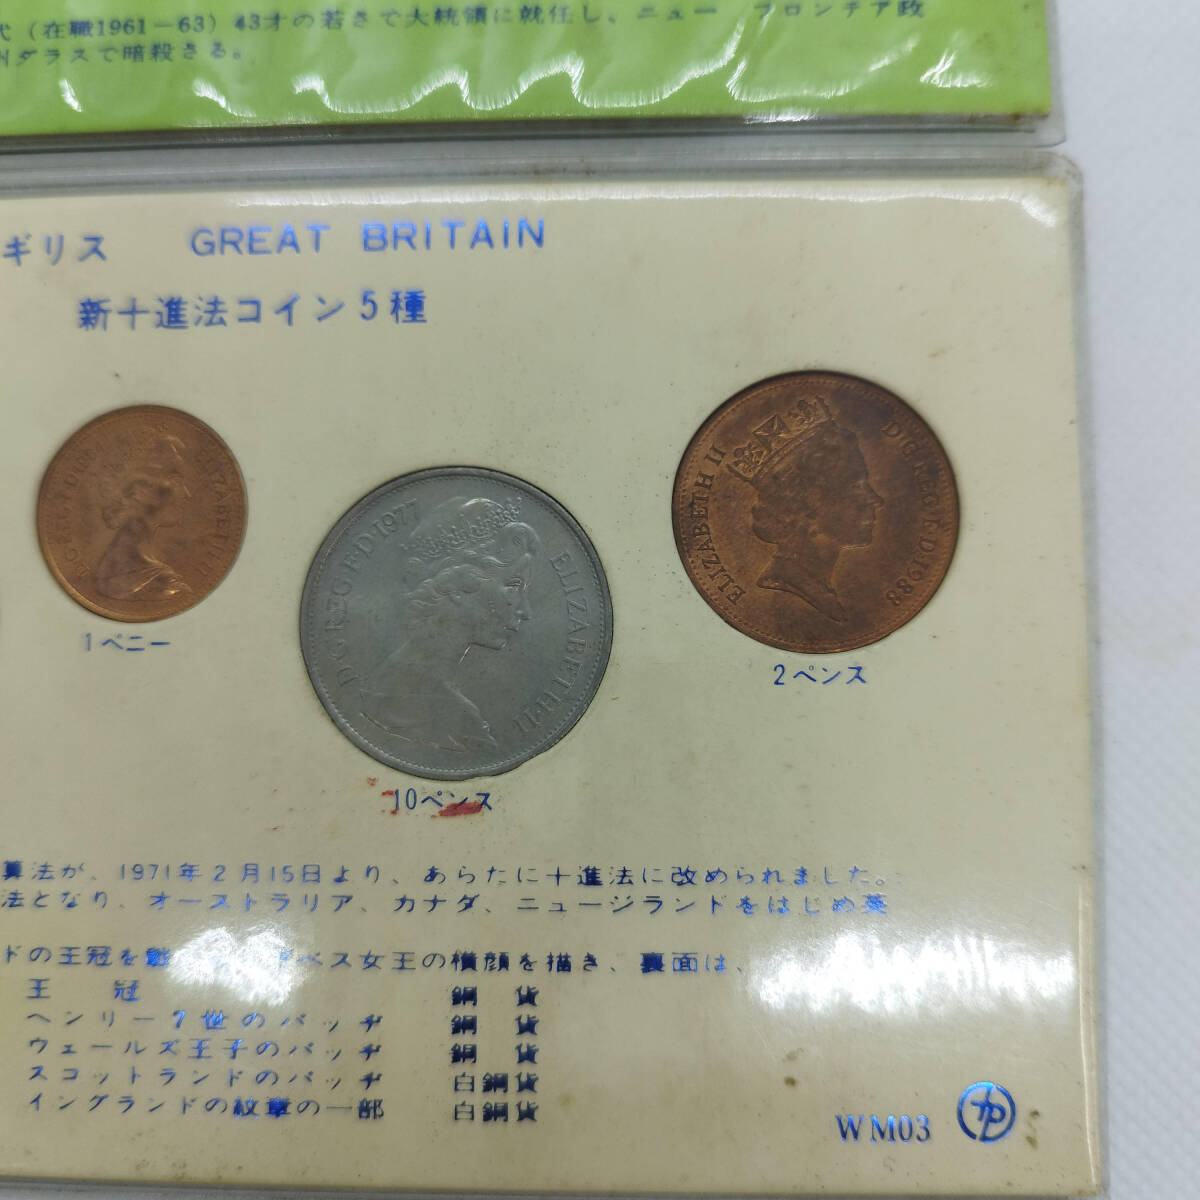 代(在職1961−63) 43才の若さで大統領に就任し、ニュー フロンテア政
州ダラスで暗殺さる。
ギリス GREAT BRITAIN
新十進法コイン5種
ELIZABETH·II
1ペニー
D·G·REG·F·D·1977 ELIZABETH·II
10ペンス
ELIZABETH II D·G·REG·F·D·1988
2ペンス
算法が、1971年2月15日より、あらたに十進法に改められました。
法となり、オーストラリア、カナダ、ニュージランドをはじめ英
ドの王冠を ベス女王の横顔を描き、裏面は、
王 冠 銅 貨
ヘンリー7世のバッヂ 銅 貨
ウェールズ王子のバッヂ 銅 貨
スコットランドのバッヂ 白銅貨
イングランドの紋章の一部 白銅貨
WM03